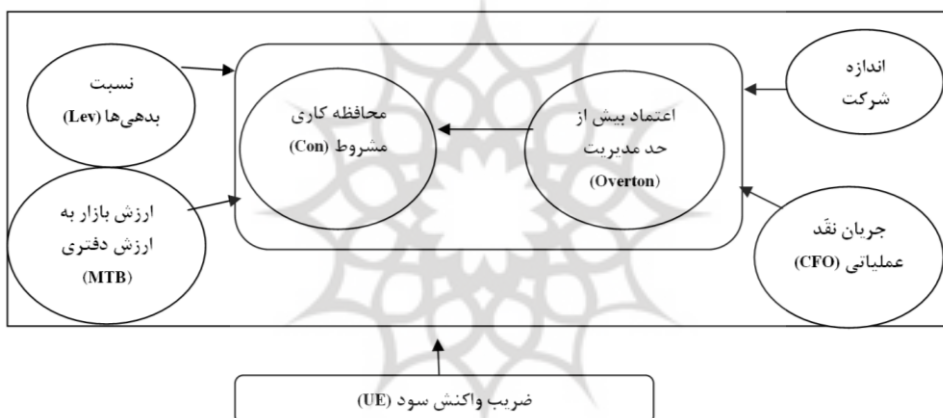 اندازه
شرکت
نسبت
بدهی‌ها (Lev)
محافظه کاری
مشروط (Con)
اعتماد بیش از
حد مدیریت
(Overton)
ارزش بازار به
ارزش دفتری
(MTB)
جریان نقد
عملیاتی (CFO)
ضریب واکنش سود (UE)